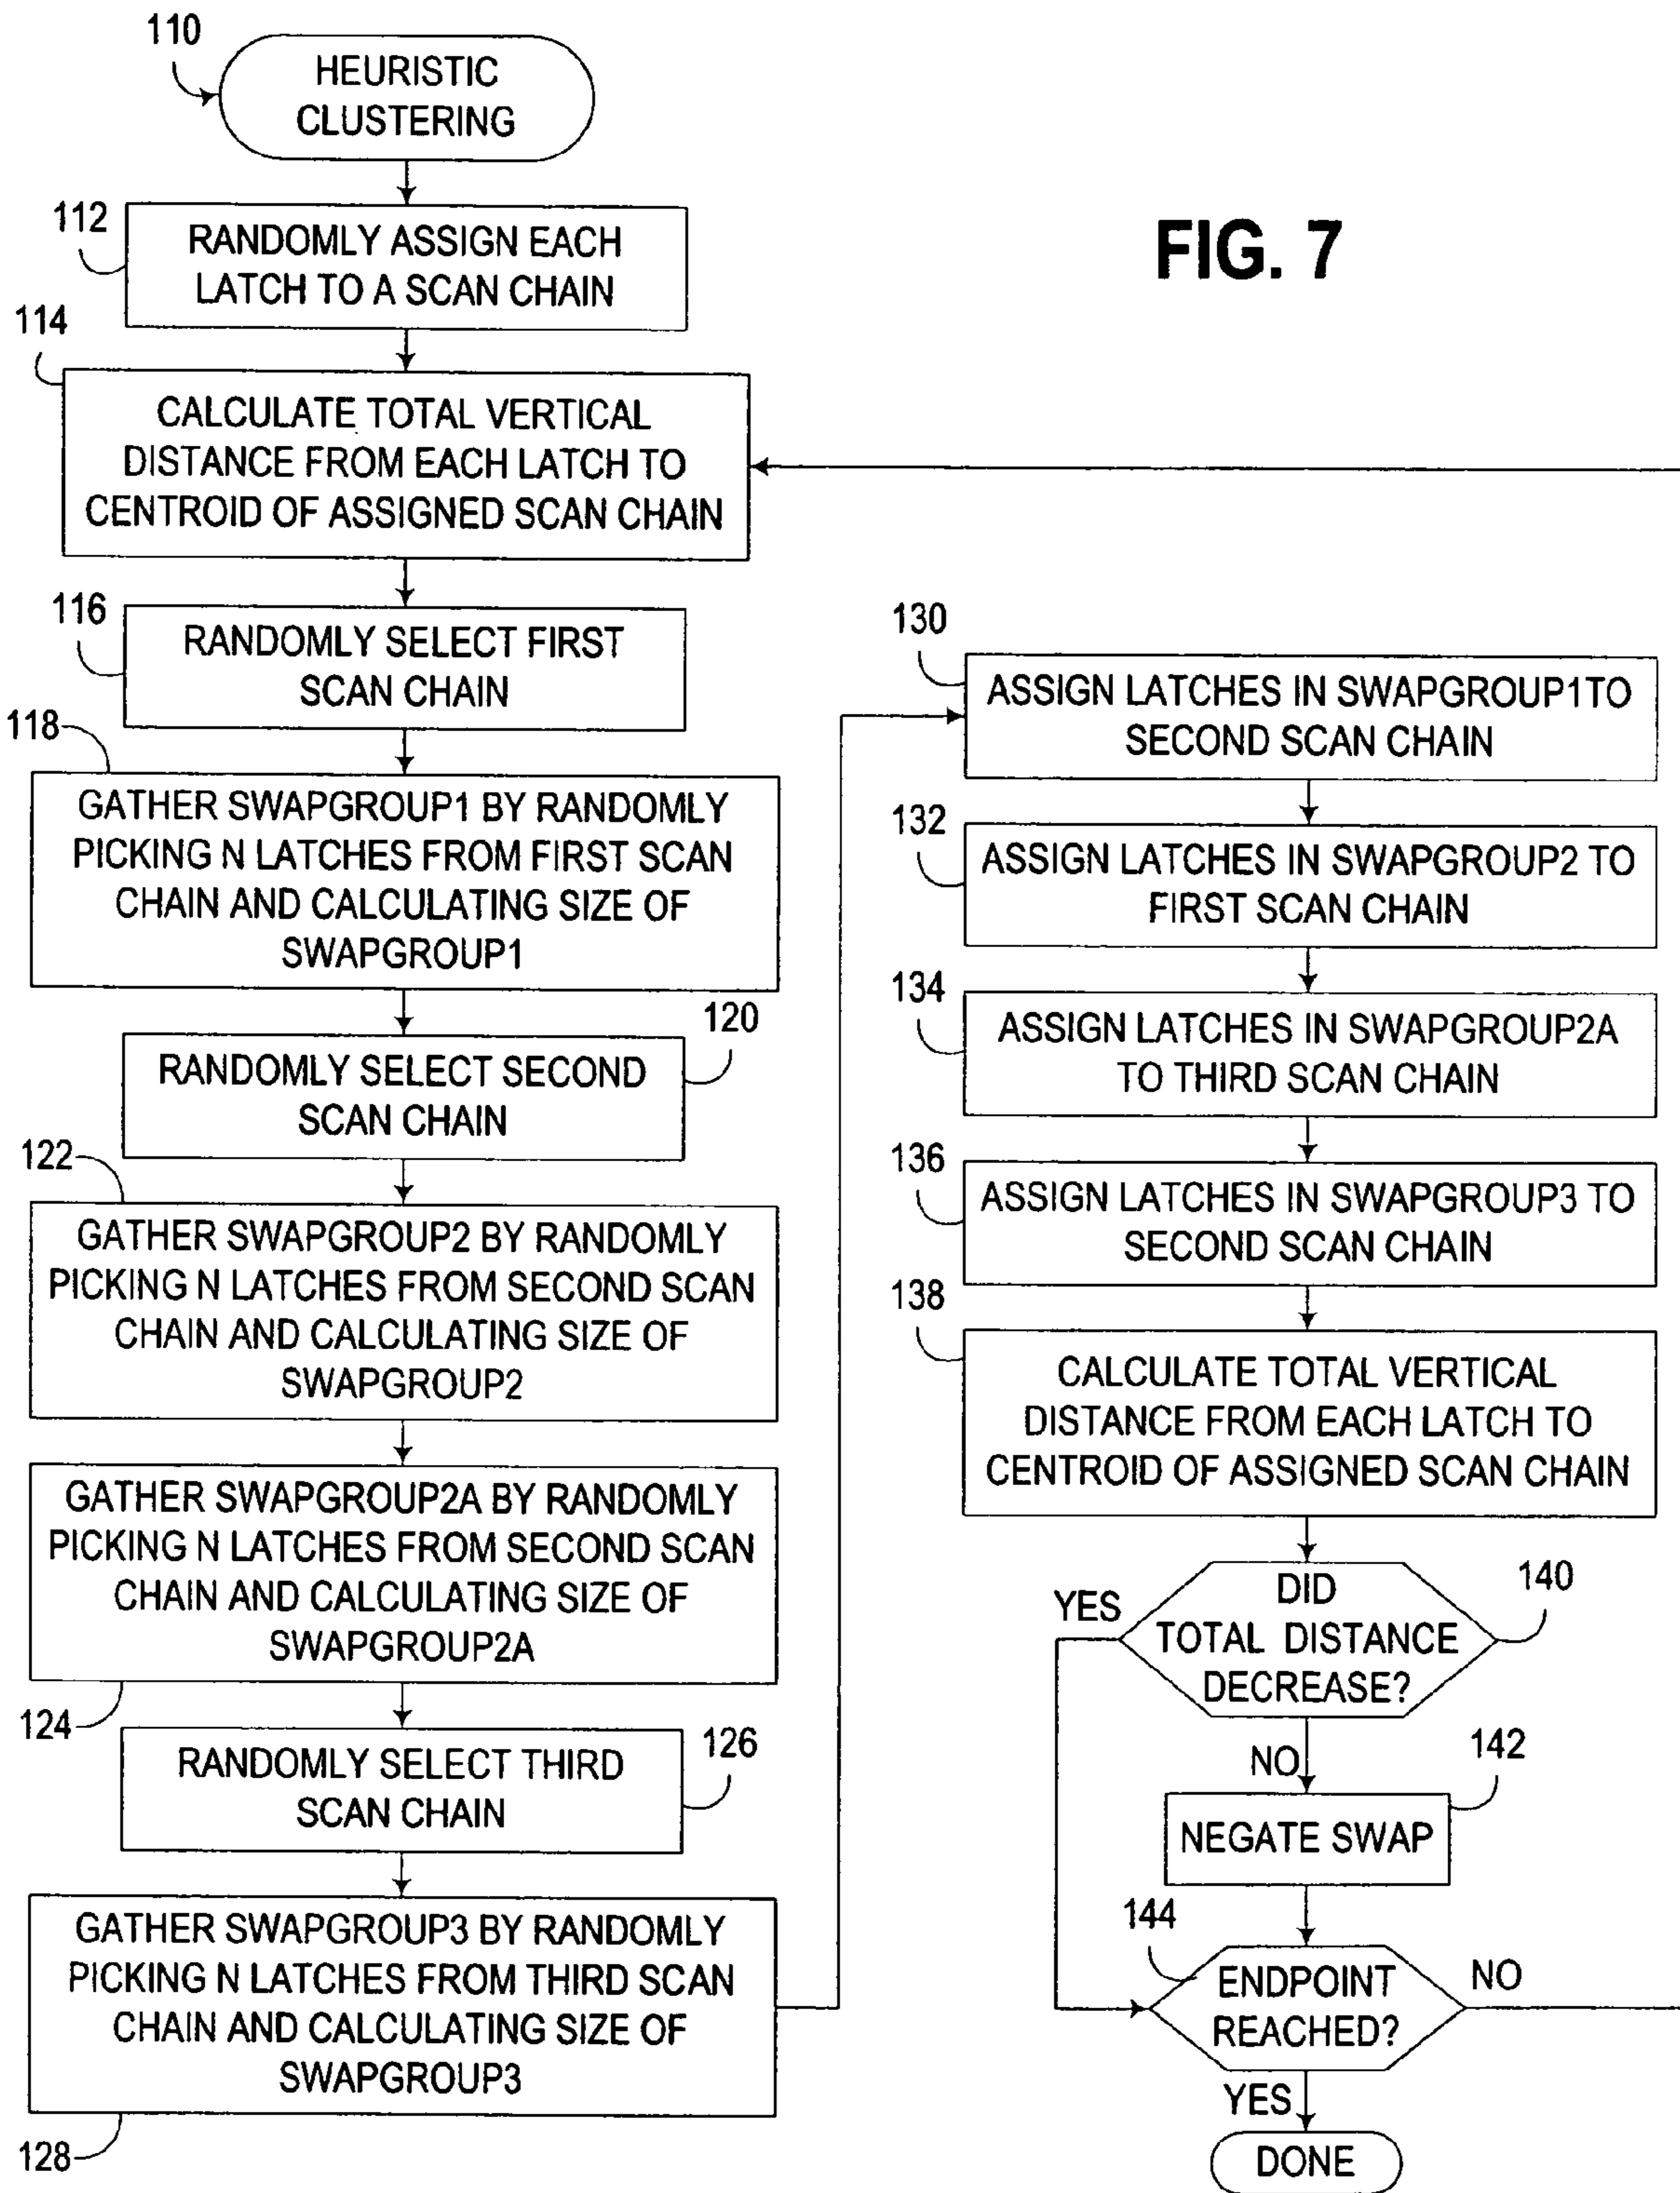 110
HEURISTIC
CLUSTERING
FIG. 7
112
RANDOMLY ASSIGN EACH
LATCH TO A SCAN CHAIN
114
CALCULATE TOTAL VERTICAL
DISTANCE FROM EACH LATCH TO
CENTROID OF ASSIGNED SCAN CHAIN
116
RANDOMLY SELECT FIRST
SCAN CHAIN
118
GATHER SWAPGROUP1 BY RANDOMLY
PICKING N LATCHES FROM FIRST SCAN
CHAIN AND CALCULATING SIZE OF
SWAPGROUP1
120
RANDOMLY SELECT SECOND
SCAN CHAIN
122
GATHER SWAPGROUP2 BY RANDOMLY
PICKING N LATCHES FROM SECOND SCAN
CHAIN AND CALCULATING SIZE OF
SWAPGROUP2
GATHER SWAPGROUP2A BY RANDOMLY
PICKING N LATCHES FROM SECOND SCAN
CHAIN AND CALCULATING SIZE OF
SWAPGROUP2A
124
126
RANDOMLY SELECT THIRD
SCAN CHAIN
GATHER SWAPGROUP3 BY RANDOMLY
PICKING N LATCHES FROM THIRD SCAN
CHAIN AND CALCULATING SIZE OF
SWAPGROUP3
128
130
ASSIGN LATCHES IN SWAPGROUP1TO
SECOND SCAN CHAIN
132
ASSIGN LATCHES IN SWAPGROUP2 TO
FIRST SCAN CHAIN
134
ASSIGN LATCHES IN SWAPGROUP2A
TO THIRD SCAN CHAIN
136
ASSIGN LATCHES IN SWAPGROUP3 TO
SECOND SCAN CHAIN
138
CALCULATE TOTAL VERTICAL
DISTANCE FROM EACH LATCH TO
CENTROID OF ASSIGNED SCAN CHAIN
140
DID
TOTAL DISTANCE
DECREASE?
YES
NO
142
NEGATE SWAP
144
ENDPOINT
REACHED?
NO
YES
DONE